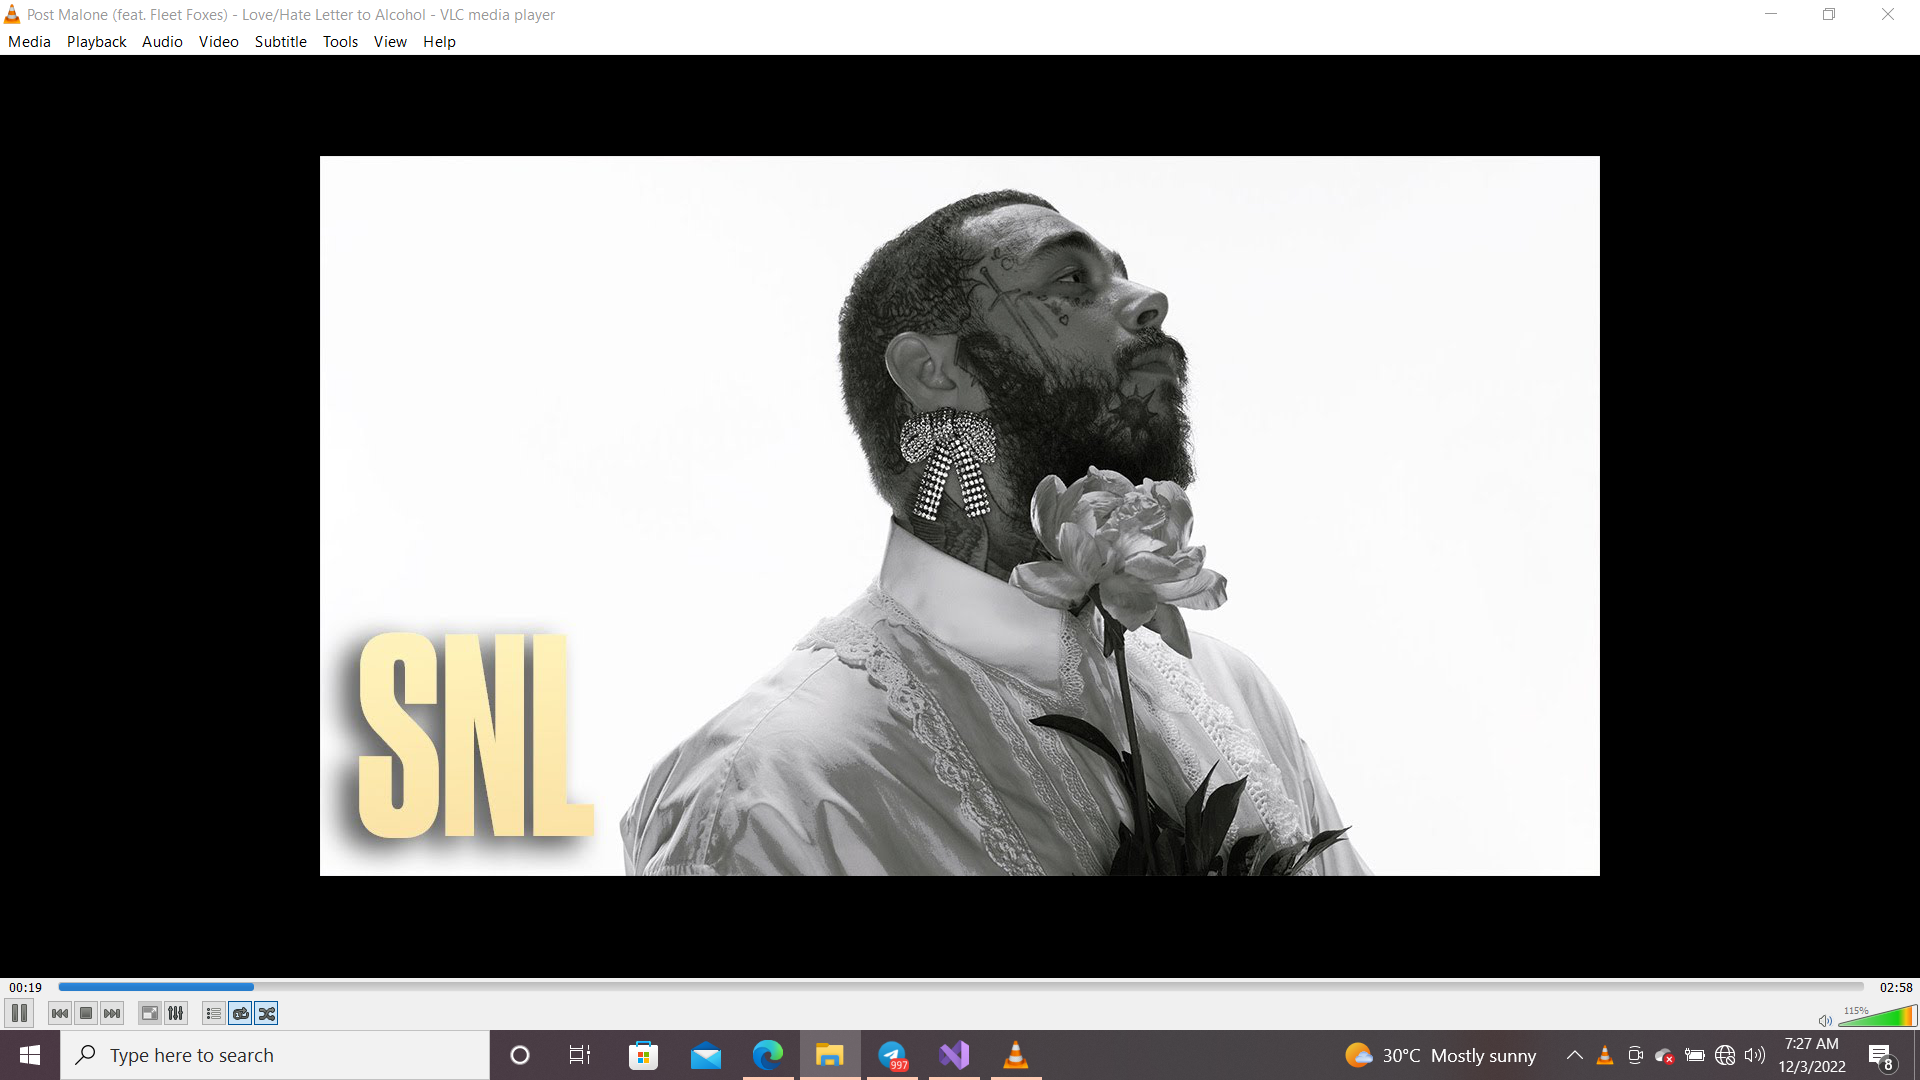 Post Malone (feat. Fleet Foxes) - Love/Hate Letter to Alcohol - VLC media player
Media Playback Audio Video Subtitle Tools View Help
SNL
00:19
02:58
115%
Type here to search
997
30°C Mostly sunny
7:27 AM
12/3/2022
8